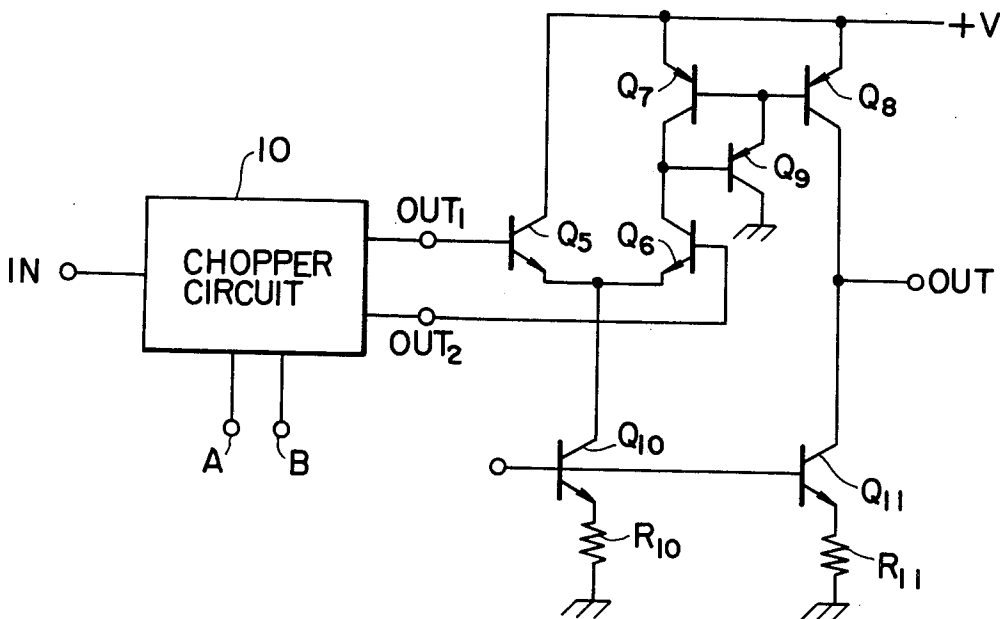 +V
Q7
Q8
10
Q9
OUT1
Q5
Q6
IN
CHOPPER
CIRCUIT
OUT
OUT2
A
B
Q10
Q11
R10
R11